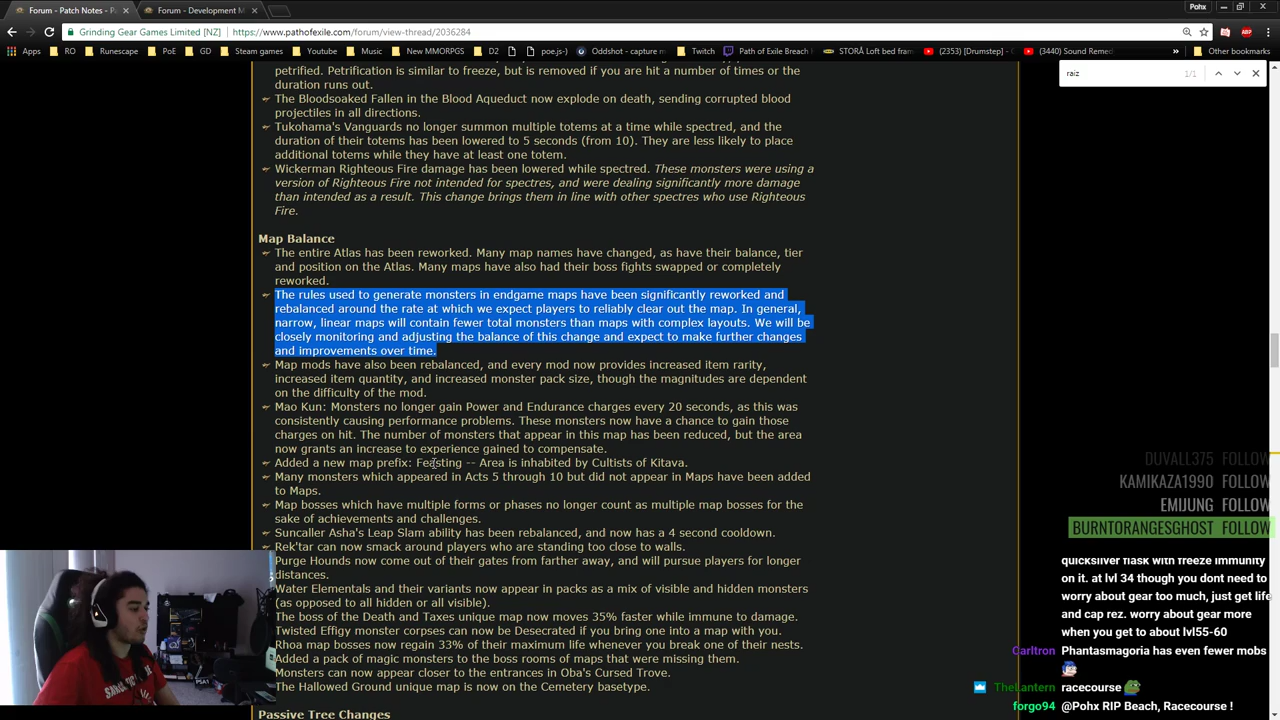 Forum - Patch Notes - P
Forum - Development M
Pohx
Grinding Gear Games Limited [NZ]
https://www.pathofexile.com/forum/view-thread/2036284
Apps
RO
Runescape
PoE
GD
Steam games
Youtube
Music
New MMORPGS
D2
poe.js-)
Oddshot - capture m
Twitch
Path of Exile Breach
STORÅ Loft bed fram
(2353) [Drumstep] —
(3440) Sound Remed
»
Other bookmarks
raiz
1/1
petrified. Petrification is similar to freeze, but is removed if you are hit a number of times or the
duration runs out.
The Bloodsoaked Fallen in the Blood Aqueduct now explode on death, sending corrupted blood
projectiles in all directions.
Tukohama's Vanguards no longer summon multiple totems at a time while spectred, and the
duration of their totems has been lowered to 5 seconds (from 10). They are less likely to place
additional totems while they have at least one totem.
Wickerman Righteous Fire damage has been lowered while spectred. These monsters were using a
version of Righteous Fire not intended for spectres, and were dealing significantly more damage
than intended as a result. This change brings them in line with other spectres who use Righteous
Fire.
Map Balance
The entire Atlas has been reworked. Many map names have changed, as have their balance, tier
and position on the Atlas. Many maps have also had their boss fights swapped or completely
reworked.
The rules used to generate monsters in endgame maps have been significantly reworked and
rebalanced around the rate at which we expect players to reliably clear out the map. In general,
narrow, linear maps will contain fewer total monsters than maps with complex layouts. We will be
closely monitoring and adjusting the balance of this change and expect to make further changes
and improvements over time.
Map mods have also been rebalanced, and every mod now provides increased item rarity,
increased item quantity, and increased monster pack size, though the magnitudes are dependent
on the difficulty of the mod.
Mao Kun: Monsters no longer gain Power and Endurance charges every 20 seconds, as this was
consistently causing performance problems. These monsters now have a chance to gain those
charges on hit. The number of monsters that appear in this map has been reduced, but the area
now grants an increase to experience gained to compensate.
Added a new map prefix: Feasting -- Area is inhabited by Cultists of Kitava.
Many monsters which appeared in Acts 5 through 10 but did not appear in Maps have been added
to Maps.
Map bosses which have multiple forms or phases no longer count as multiple map bosses for the
sake of achievements and challenges.
Suncaller Asha's Leap Slam ability has been rebalanced, and now has a 4 second cooldown.
Rek'tar can now smack around players who are standing too close to walls.
Purge Hounds now come out of their gates from farther away, and will pursue players for longer
distances.
Water Elementals and their variants now appear in packs as a mix of visible and hidden monsters
(as opposed to all hidden or all visible).
The boss of the Death and Taxes unique map now moves 35% faster while immune to damage.
Twisted Effigy monster corpses can now be Desecrated if you bring one into a map with you.
Rhoa map bosses now regain 33% of their maximum life whenever you break one of their nests.
Added a pack of magic monsters to the boss rooms of maps that were missing them.
Monsters can now appear closer to the entrances in Oba's Cursed Trove.
The Hallowed Ground unique map is now on the Cemetery basetype.
Passive Tree Changes
DUVALL375 FOLLOW
KAMIKAZA1990 FOLLOW
EMIJUNG FOLLOW
BURNTORANGESGHOST FOLLOW
quicksilver flask with freeze immunity
on it. at lvl 34 though you dont need to
worry about gear too much, just get life
and cap rez. worry about gear more
when you get to about lvl55-60
Carltron Phantasmagoria has even fewer mobs
TheLantern racecourse
forgo94 @Pohx RIP Beach, Racecourse !